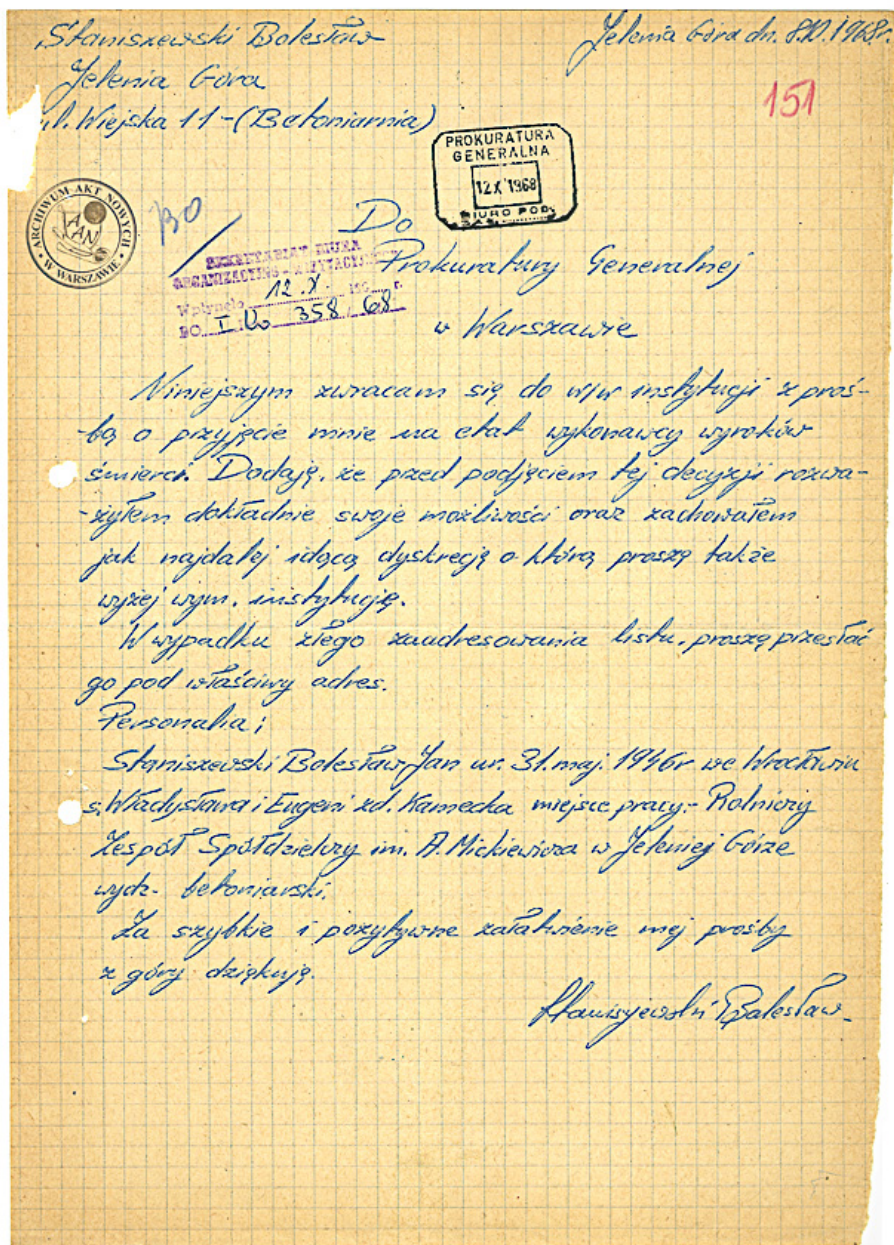 Staniszewski Bolesław
Jelenia Góra dn. 8.10.1968r.
Jelenia Góra
ul. Wiejska 11-(Betoniarnia)
151
PROKURATURA
GENERALNA
12 X 1968
BIURO POD.
ARCHIWUM AKT NOWYCH
AAN
W WARSZAWIE
BO
Do
SEKRETARIAT BIURA
Prokuratury Generalnej
Wpłynęło 12.X. 196 r.
BO I Ko 358/68
w Warszawie
Niniejszym zwracam się do w/w instytucji z proś-
-bą o przyjęcie mnie na etat wykonawcy wyroków
śmierci. Dodaję, że przed podjęciem tej decyzji rozwa-
-żyłem dokładnie swoje możliwości oraz zachowałem
jak najdalej idącą dyskrecję o którą proszę także
wyżej wym. instytucję.
W wypadku złego zaadresowania listu, proszę przesłać
go pod właściwy adres.
Personalia;
Staniszewski Bolesław Jan ur. 31. maj. 1946r we Wrocławiu
s. Władysława i Eugeni zd. Kamecka miejsce pracy:- Rolniczy
Zespół Spółdzielczy im. A. Mickiewicza w Jeleniej Górze
wydz- betoniarski.
Za szybkie i pozytywne załatwienie mej prośby
z góry dziękuję.
Staniszewski Bolesław